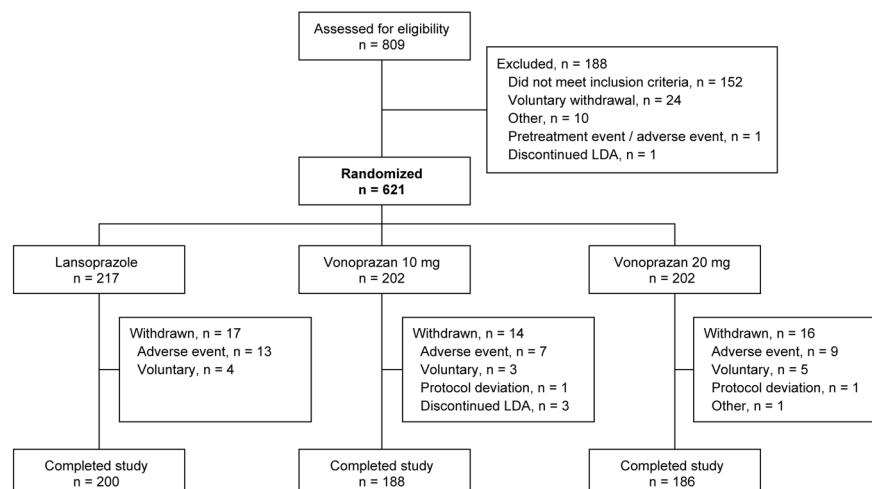 Assessed for eligibility
n = 809
Excluded, n = 188
Did not meet inclusion criteria, n = 152
Voluntary withdrawal, n = 24
Other, n = 10
Pretreatment event / adverse event, n = 1
Discontinued LDA, n = 1
Randomized
n = 621
Lansoprazole
n = 217
Vonoprazan 10 mg
n = 202
Vonoprazan 20 mg
n = 202
Withdrawn, n = 17
Adverse event, n = 13
Voluntary, n = 4
Withdrawn, n = 14
Adverse event, n = 7
Voluntary, n = 3
Protocol deviation, n = 1
Discontinued LDA, n = 3
Withdrawn, n = 16
Adverse event, n = 9
Voluntary, n = 5
Protocol deviation, n = 1
Other, n = 1
Completed study
n = 200
Completed study
n = 188
Completed study
n = 186